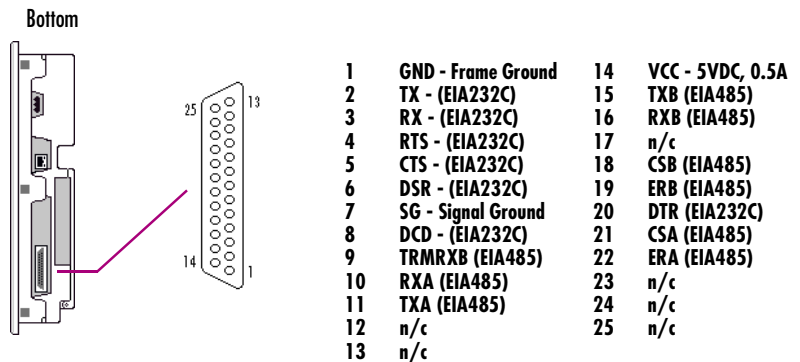 Bottom
25
13
14
1
1 GND - Frame Ground
2 TX - (EIA232C)
3 RX - (EIA232C)
4 RTS - (EIA232C)
5 CTS - (EIA232C)
6 DSR - (EIA232C)
7 SG - Signal Ground
8 DCD - (EIA232C)
9 TRMRXB (EIA485)
10 RXA (EIA485)
11 TXA (EIA485)
12 n/c
13 n/c
14 VCC - 5VDC, 0.5A
15 TXB (EIA485)
16 RXB (EIA485)
17 n/c
18 CSB (EIA485)
19 ERB (EIA485)
20 DTR (EIA232C)
21 CSA (EIA485)
22 ERA (EIA485)
23 n/c
24 n/c
25 n/c